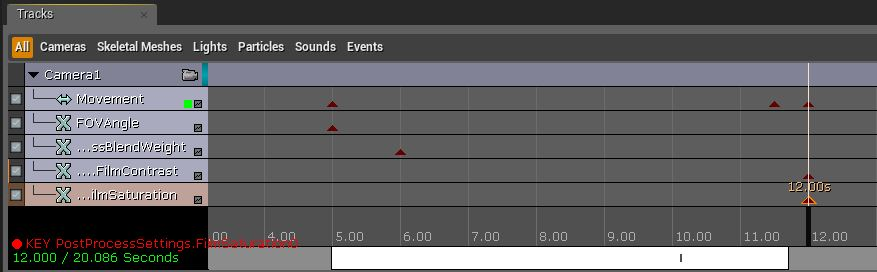 Tracks ×
All Cameras Skeletal Meshes Lights Particles Sounds Events
Camera1
Movement
FOVAngle
...ssBlendWeight
....FilmContrast
...ilmSaturation
12.00s
.00 4.00 5.00 6.00 7.00 8.00 9.00 10.00 11.00 12.00
KEY PostProcessSettings.FilmSaturation0
12.000 / 20.086 Seconds